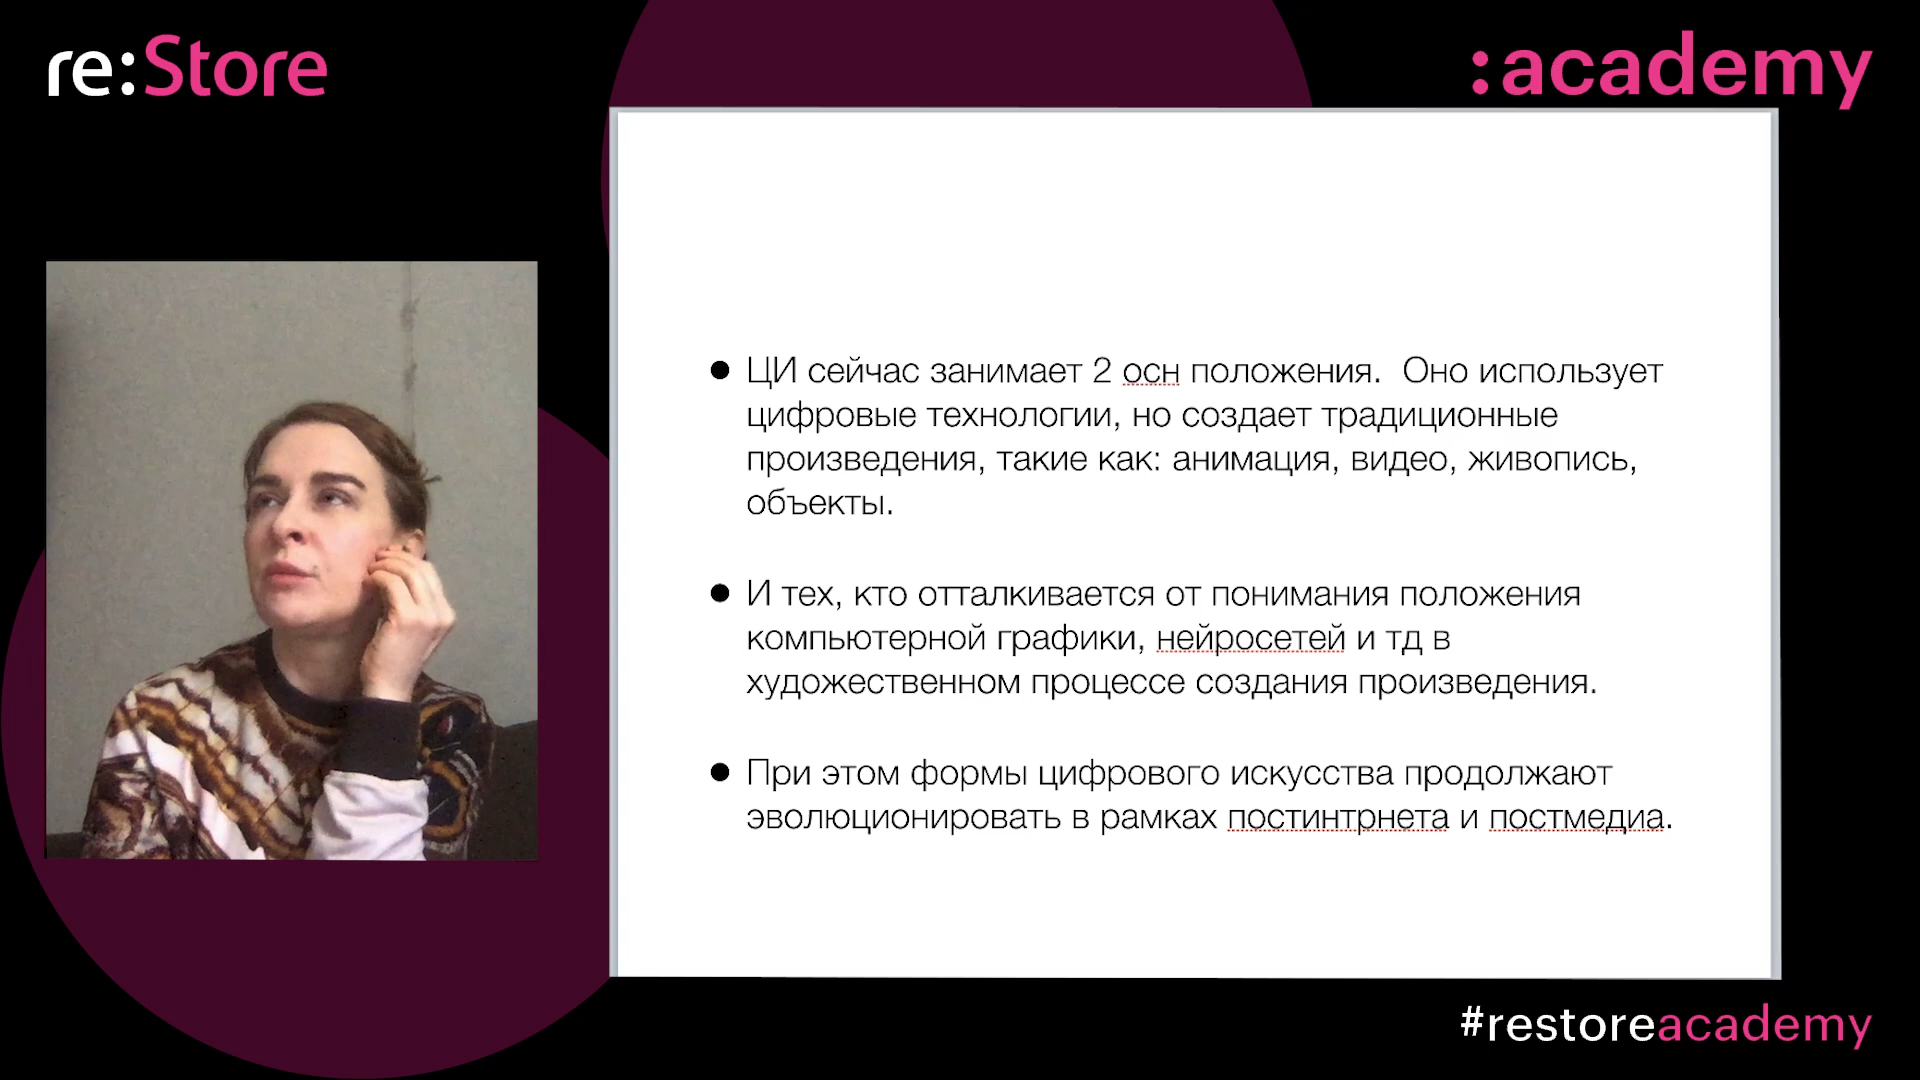 re:Store
:academy
● ЦИ сейчас занимает 2 осн положения.  Оно использует
цифровые технологии, но создает традиционные
произведения, такие как: анимация, видео, живопись,
объекты.
● И тех, кто отталкивается от понимания положения
компьютерной графики, нейросетей и тд в
художественном процессе создания произведения.
● При этом формы цифрового искусства продолжают
эволюционировать в рамках постинтрнета и постмедиа.
#restoreacademy